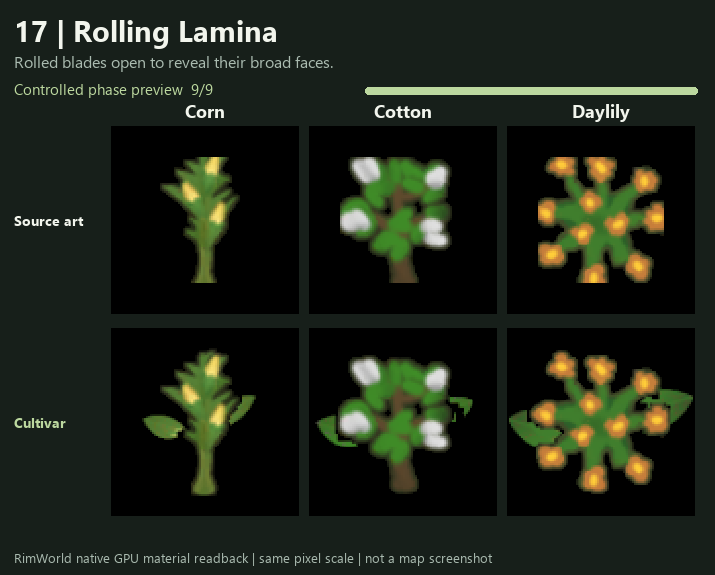 17 | Rolling Lamina
Rolled blades open to reveal their broad faces.
Controlled phase preview 9/9
Corn Cotton Daylily
Source art
Cultivar
RimWorld native GPU material readback | same pixel scale | not a map screenshot